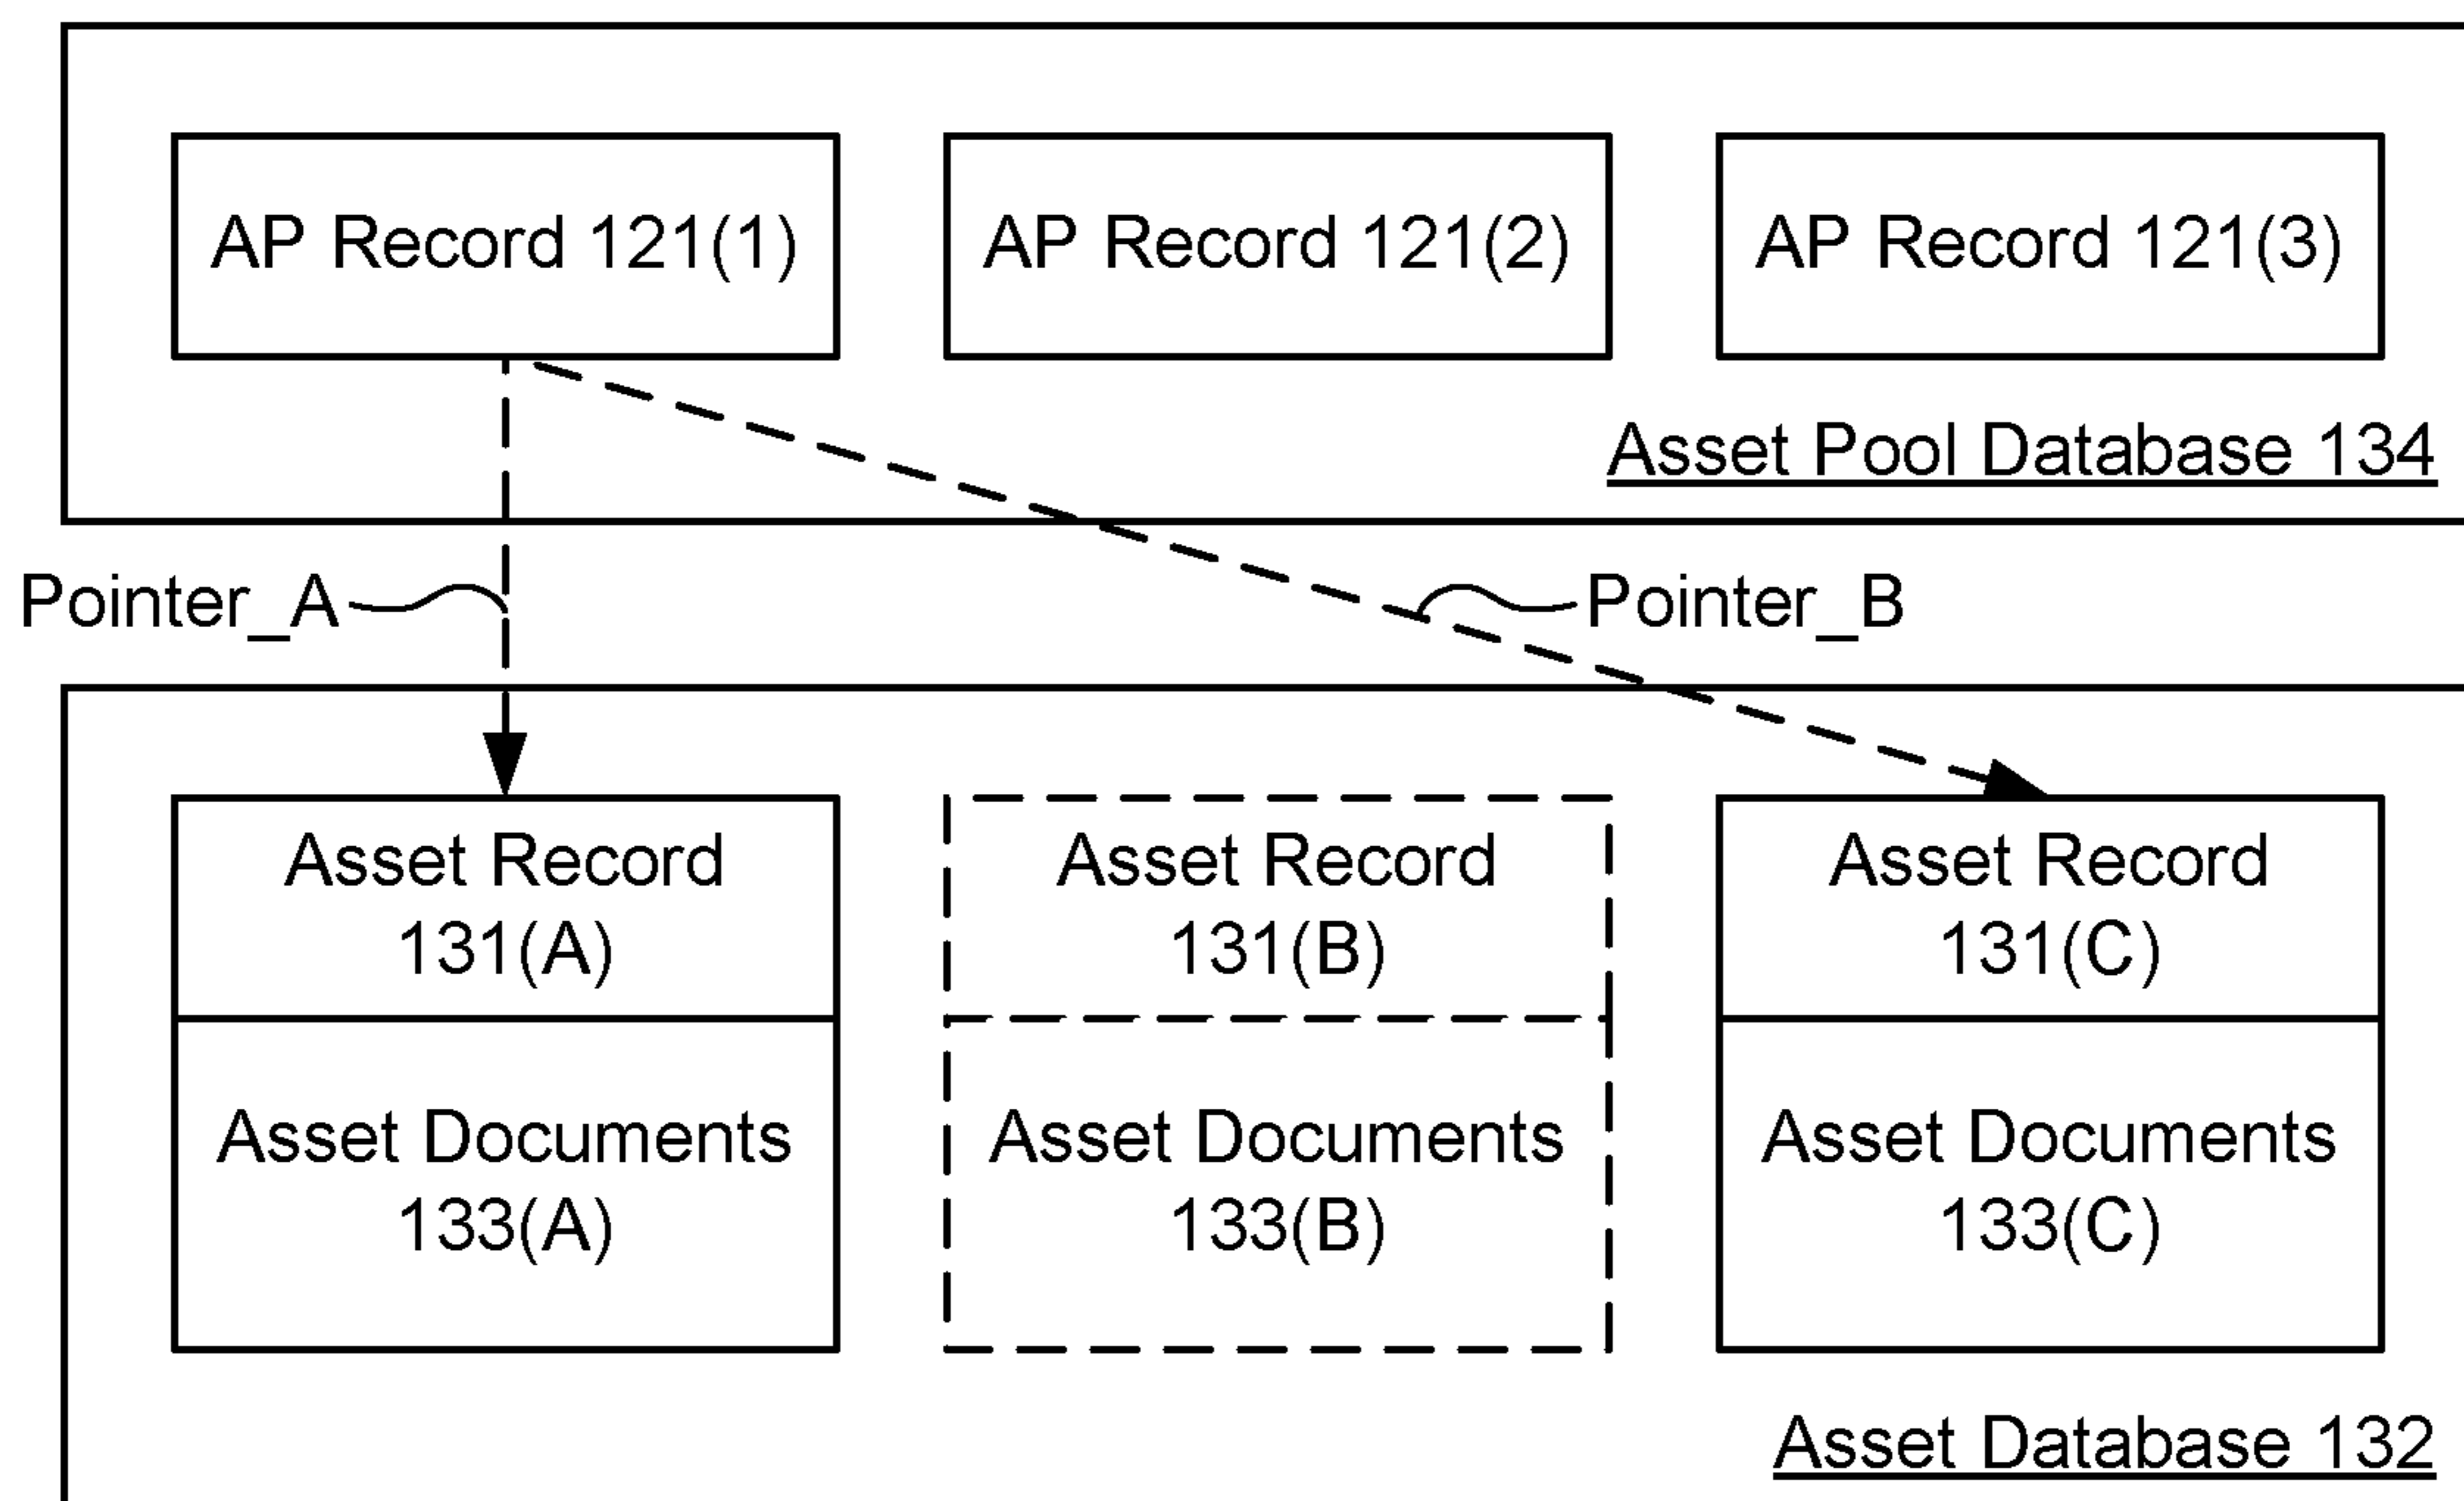 AP Record 121(1)
AP Record 121(2)
AP Record 121(3)
Asset Pool Database 134
Pointer_A
Pointer_B
Asset Record
131(A)
Asset Documents
133(A)
Asset Record
131(B)
Asset Documents
133(B)
Asset Record
131(C)
Asset Documents
133(C)
Asset Database 132